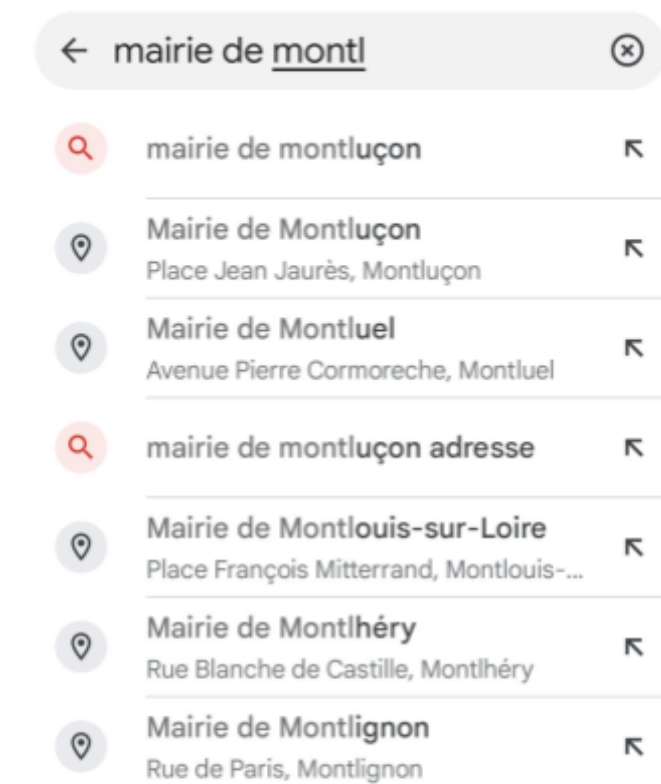 mairie de montl
mairie de montluçon
Mairie de Montluçon
Place Jean Jaurès, Montluçon
Mairie de Montluel
Avenue Pierre Cormoreche, Montluel
mairie de montluçon adresse
Mairie de Montlouis-sur-Loire
Place François Mitterrand, Montlouis-...
Mairie de Montlhéry
Rue Blanche de Castille, Montlhéry
Mairie de Montlignon
Rue de Paris, Montlignon